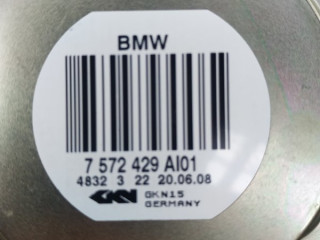 BMW
7 572 429 AI01
4832 3 22 20.06.08
GKN GKN15
GERMANY